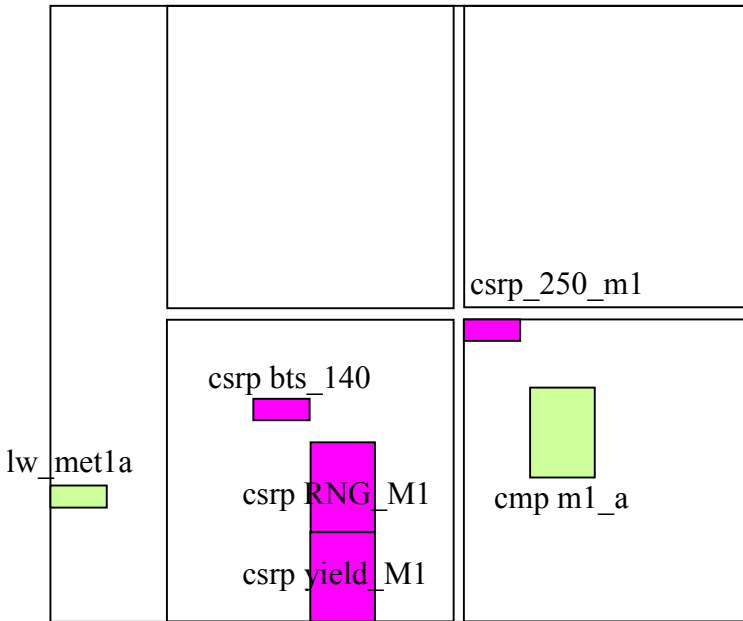 csrp_250_m1
csrp bts_140
lw_met1a
csrp RNG_M1
cmp m1_a
csrp yield_M1